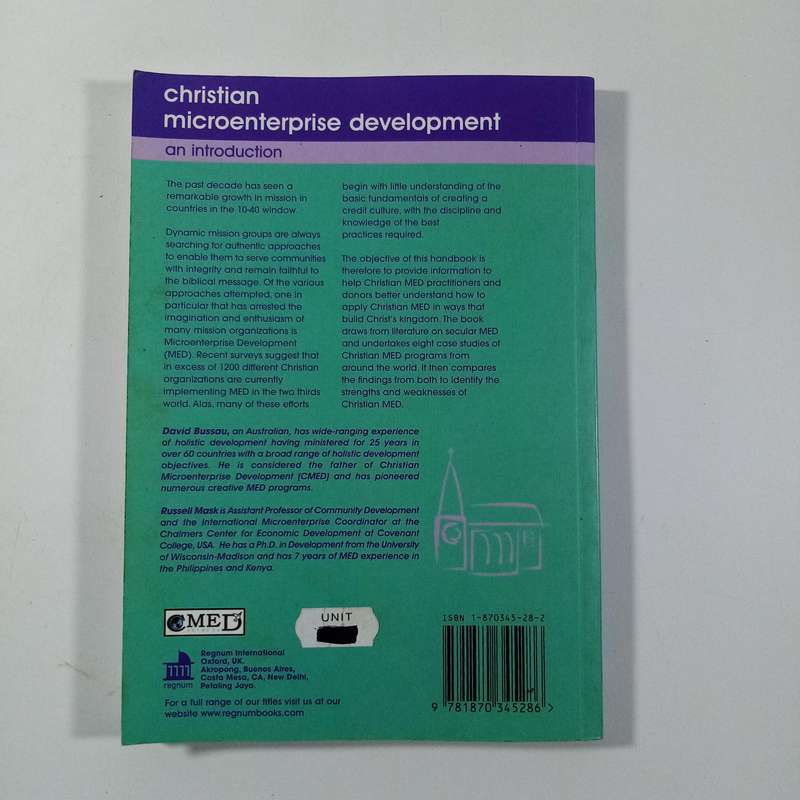 christian
microenterprise development
an introduction
The past decade has seen a
remarkable growth in mission in
countries in the 10-40 window.
Dynamic mission groups are always
searching for authentic approaches
to enable them to serve communities
with integrity and remain faithful to
the biblical message. Of the various
approaches attempted, one in
particular that has arrested the
imagination and enthusiasm of
many mission organizations is
Microenterprise Development
(MED). Recent surveys suggest that
in excess of 1200 different Christian
organizations are currently
implementing MED in the two thirds
world. Alas, many of these efforts
begin with little understanding of the
basic fundamentals of creating a
credit culture, with the discipline and
knowledge of the best
practices required.
The objective of this handbook is
therefore to provide information to
help Christian MED practitioners and
donors better understand how to
apply Christian MED in ways that
build Christ's kingdom. The book
draws from literature on secular MED
and undertakes eight case studies of
Christian MED programs from
around the world. It then compares
the findings from both to identify the
strengths and weaknesses of
Christian MED.
David Bussau, an Australian, has wide-ranging experience
of holistic development having ministered for 25 years in
over 60 countries with a broad range of holistic development
objectives. He is considered the father of Christian
Microenterprise Development (CMED) and has pioneered
numerous creative MED programs.
Russell Mask is Assistant Professor of Community Development
and the International Microenterprise Coordinator at the
Chalmers Center for Economic Development at Covenant
College, USA. He has a Ph.D. in Development from the University
of Wisconsin-Madison and has 7 years of MED experience in
the Philippines and Kenya.
CMED
UNIT
regnum
Regnum International
Oxford, UK.
Akropong, Buenos Aires,
Costa Mesa, CA, New Delhi,
Petaling Jaya.
For a full range of our titles visit us at our
website www.regnumbooks.com
ISBN 1-870345-28-2
9 781870 345286 >